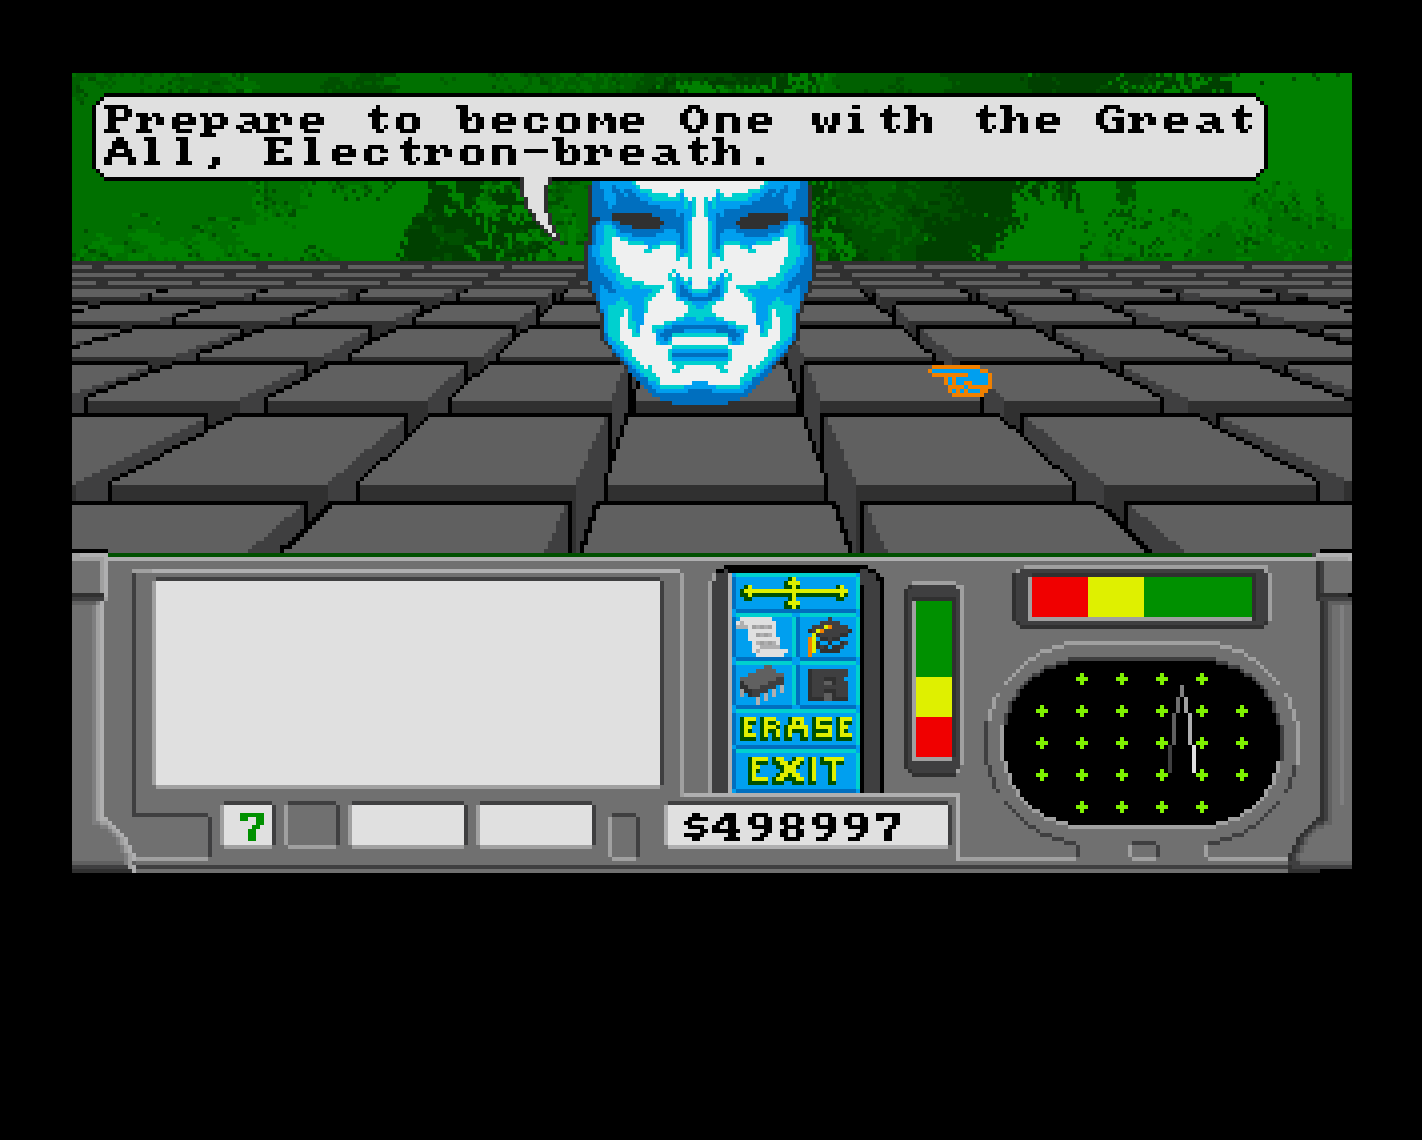 Prepare to become One with the Great
All, Electron-breath.
R
ERASE
EXIT
7
$498997